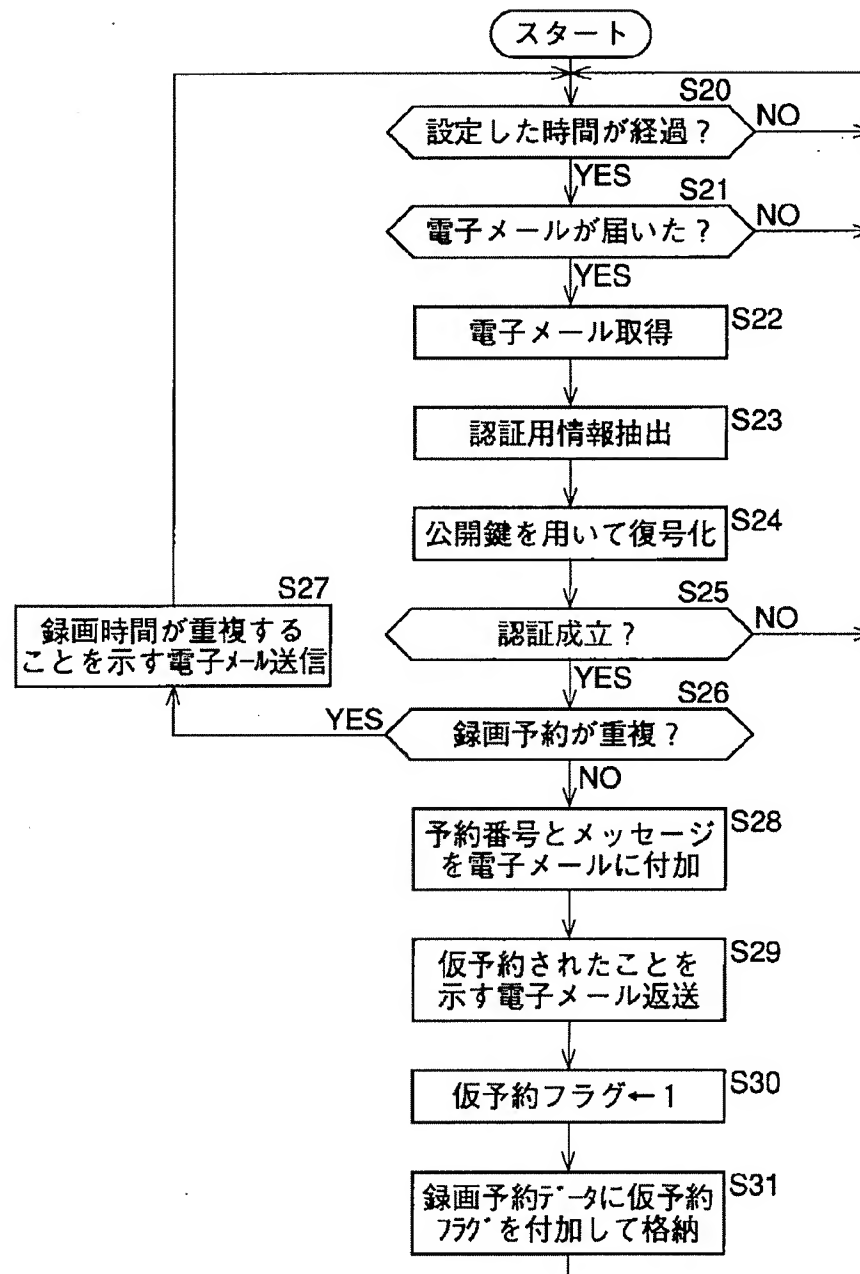 スタート
S20
設定した時間が経過?
NO
YES
S21
電子メールが届いた?
NO
YES
電子メール取得
S22
認証用情報抽出
S23
公開鍵を用いて復号化
S24
S27
録画時間が重複する
ことを示す電子メール送信
S25
認証成立?
NO
YES
S26
録画予約が重複?
YES
NO
予約番号とメッセージ
を電子メールに付加
S28
仮予約されたことを
示す電子メール返送
S29
仮予約フラグ←1
S30
録画予約データに仮予約
フラグを付加して格納
S31